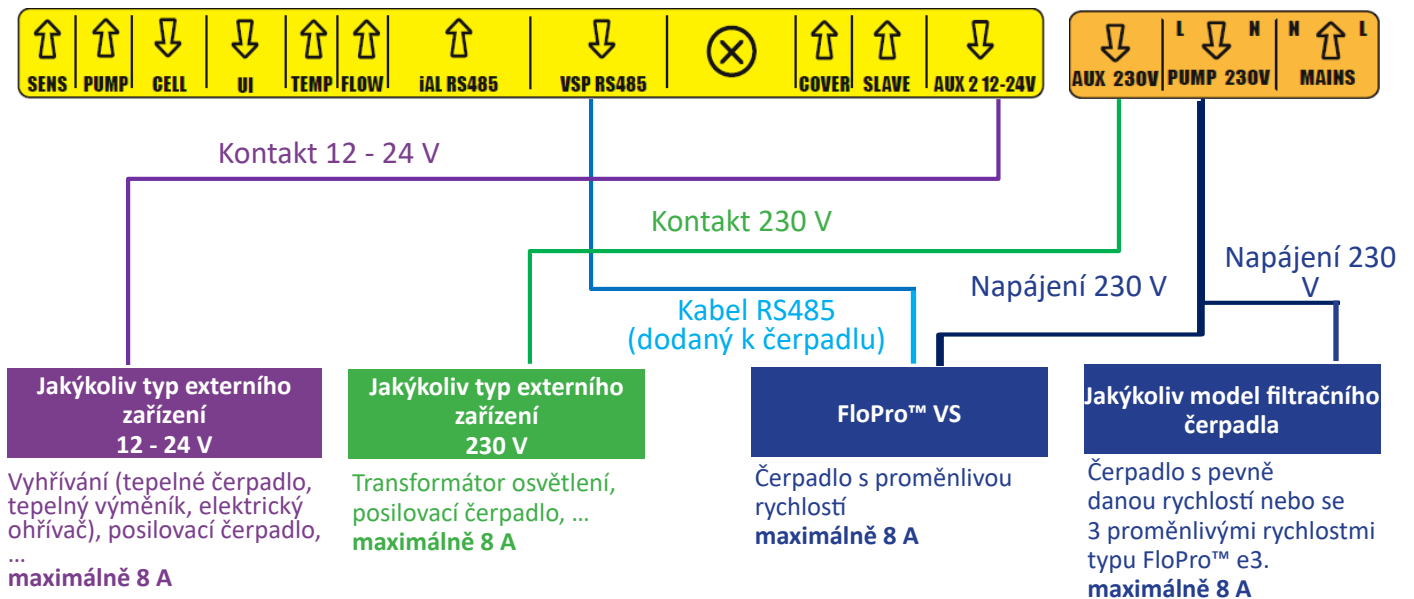 SENS PUMP CELL UI TEMP FLOW iAL RS485 VSP RS485 COVER SLAVE AUX 2 12-24V
L N N L
AUX 230V PUMP 230V MAINS
Kontakt 12 - 24 V
Kontakt 230 V
Napájení 230 V
Napájení 230
V
Kabel RS485
(dodaný k čerpadlu)
Jakýkoliv typ externího
zařízení
12 - 24 V
Vyhřívání (tepelné čerpadlo,
tepelný výměník, elektrický
ohřívač), posilovací čerpadlo,
...
maximálně 8 A
Jakýkoliv typ externího
zařízení
230 V
Transformátor osvětlení,
posilovací čerpadlo, ...
maximálně 8 A
FloPro™ VS
Čerpadlo s proměnlivou
rychlostí
maximálně 8 A
Jakýkoliv model filtračního
čerpadla
Čerpadlo s pevně
danou rychlostí nebo se
3 proměnlivými rychlostmi
typu FloPro™ e3.
maximálně 8 A